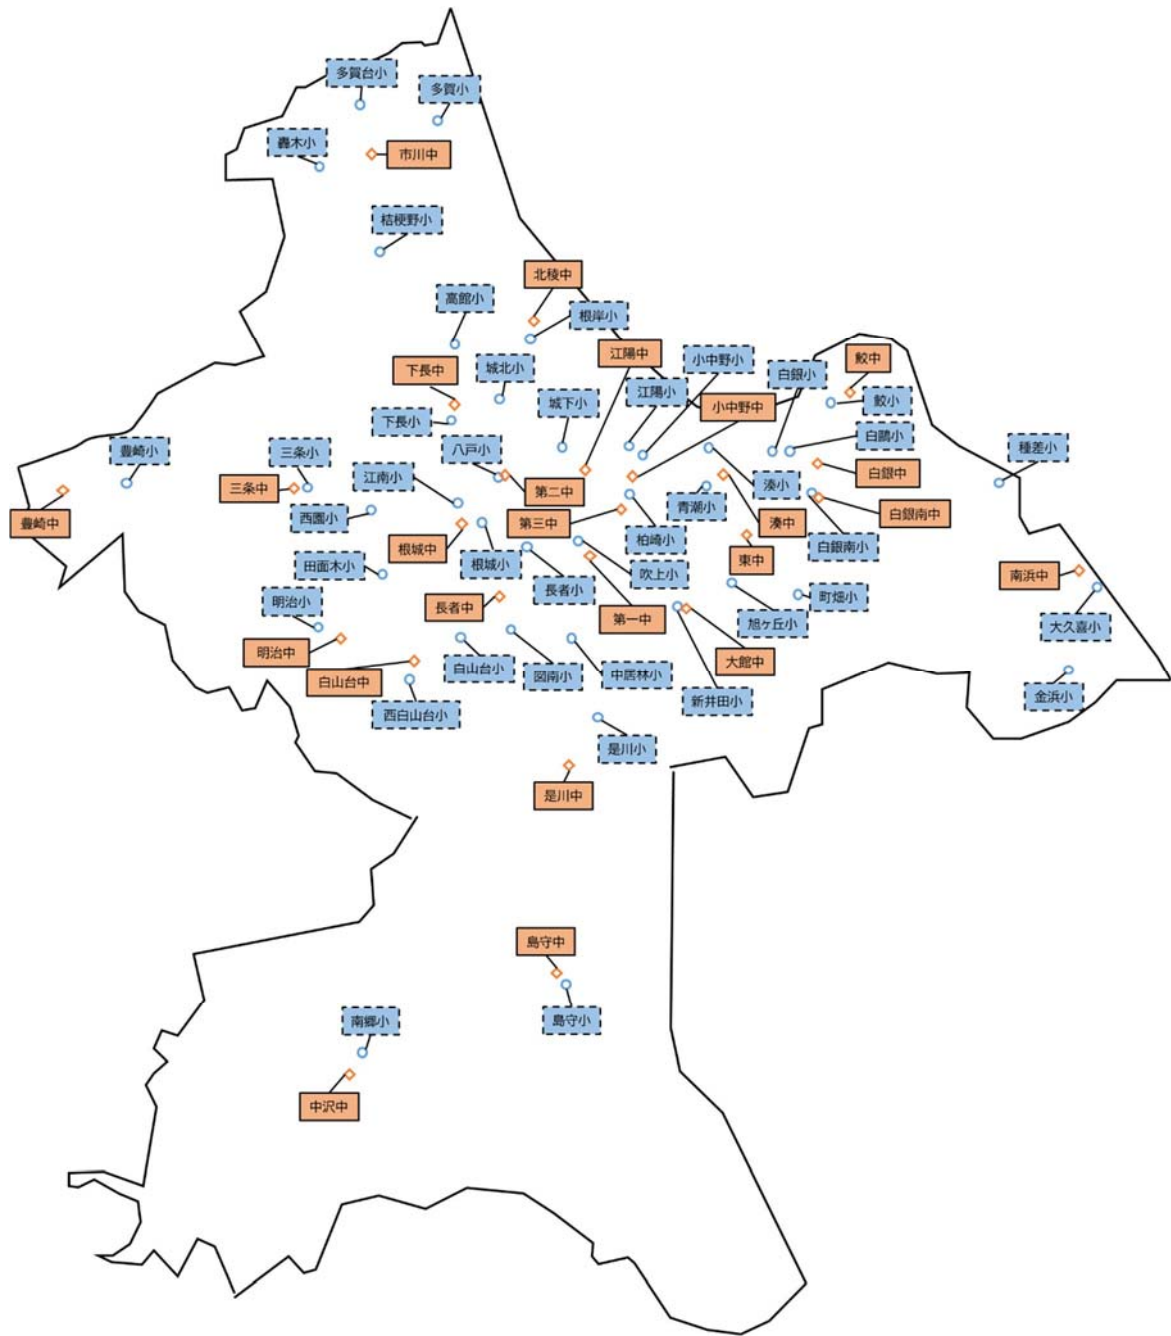 多賀台小
多賀小
轟木小
市川中
桔梗野小
北稜中
高館小
根岸小
江陽中
小中野小
鮫中
下長中
城北小
白銀小
江陽小
城下小
小中野中
鮫小
下長小
白鷗小
豊崎小
三条小
八戸小
種差小
江南小
白銀中
三条中
第二中
湊小
青潮小
西園小
白銀南中
豊崎中
第三中
湊中
柏崎小
白銀南小
根城中
東中
根城小
田面木小
吹上小
南浜中
長者小
明治小
町畑小
長者中
第一中
旭ヶ丘小
大久喜小
明治中
大館中
白山台小
図南小
中居林小
白山台中
金浜小
新井田小
西白山台小
是川小
是川中
島守中
南郷小
島守小
中沢中